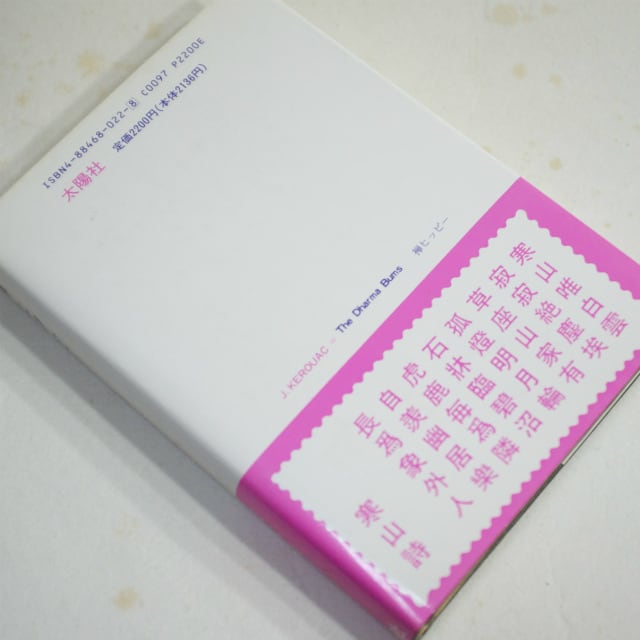 ISBN4-88468-022-8 C0097 P2200E
定価2200円(本体2136円)
太陽社
J.KEROUAC = The Dharma Bums 禅ヒッピー
寒山唯白雲
寂寂絶塵埃
草座山家有
孤燈明月輪
石牀臨碧沼
虎鹿毎爲隣
自羨幽居樂
長爲象外人
寒山詩